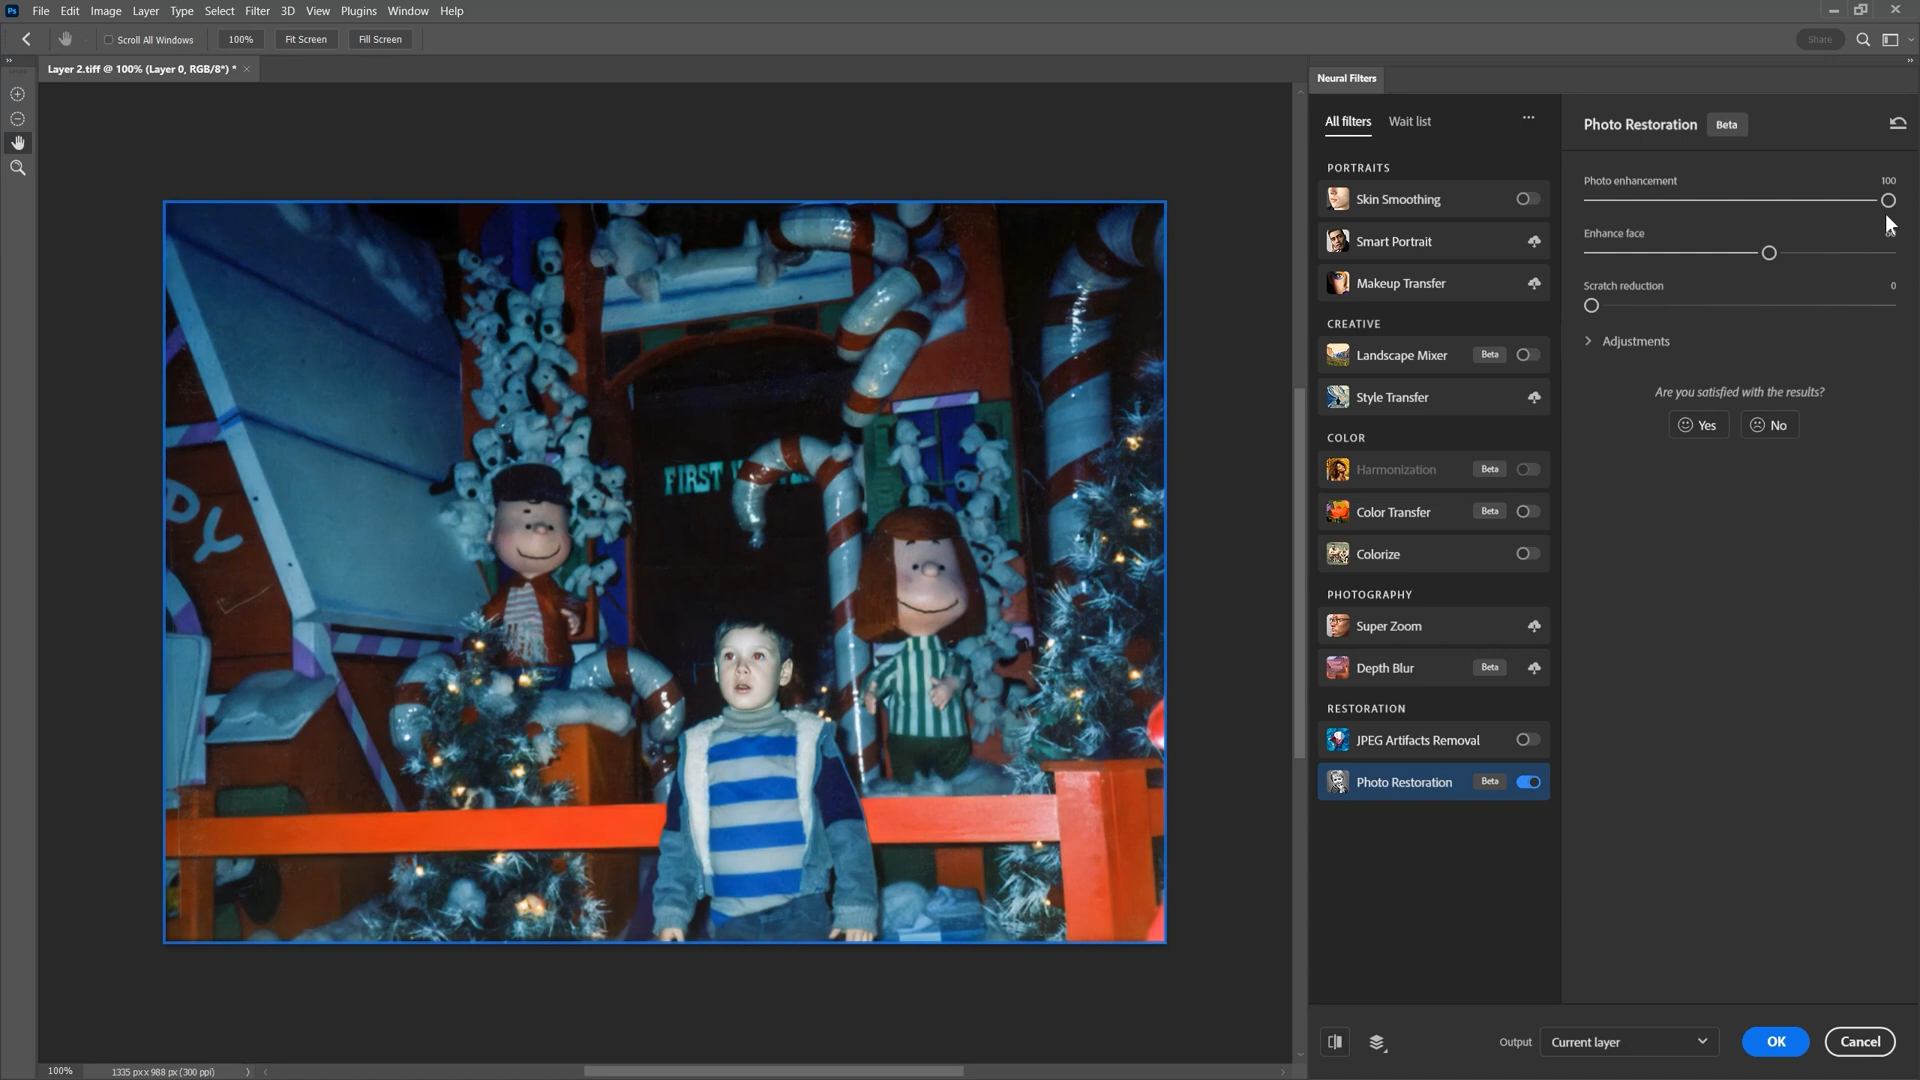 Ps File Edit Image Layer Type Select Filter 3D View Plugins Window Help
Scroll All Windows 100% Fit Screen Fill Screen Share
Layer 2.tiff @ 100% (Layer 0, RGB/8*) * ×
Neural Filters
All filters Wait list ...
Photo Restoration Beta
PORTRAITS
Skin Smoothing
Smart Portrait
Makeup Transfer
CREATIVE
Landscape Mixer Beta
Style Transfer
COLOR
Harmonization Beta
Color Transfer Beta
Colorize
PHOTOGRAPHY
Super Zoom
Depth Blur Beta
RESTORATION
JPEG Artifacts Removal
Photo Restoration Beta
Photo enhancement 100
Enhance face
Scratch reduction 0
Adjustments
Are you satisfied with the results?
Yes No
FIRST
PY
Output Current layer OK Cancel
100% 1335 px x 988 px (300 ppi)